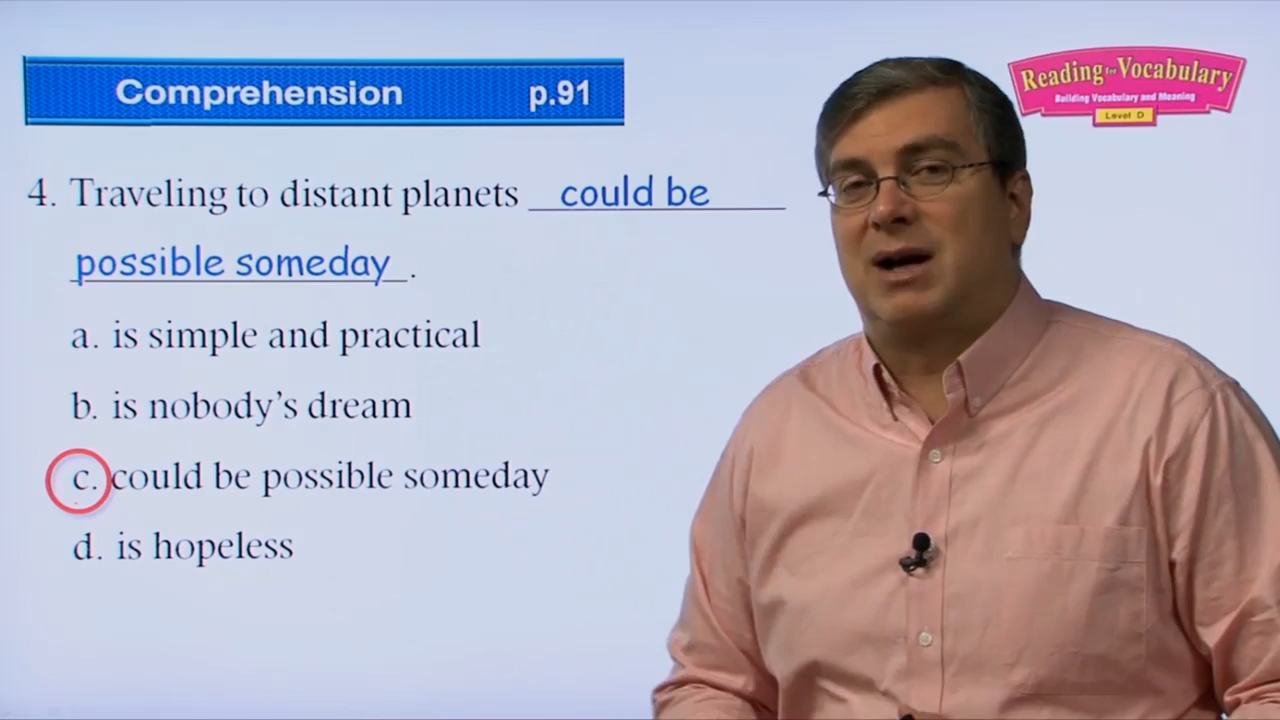 Comprehension p.91
Reading for Vocabulary
Building Vocabulary and Meaning
Level D
4. Traveling to distant planets could be
possible someday.
a. is simple and practical
b. is nobody's dream
c. could be possible someday
d. is hopeless